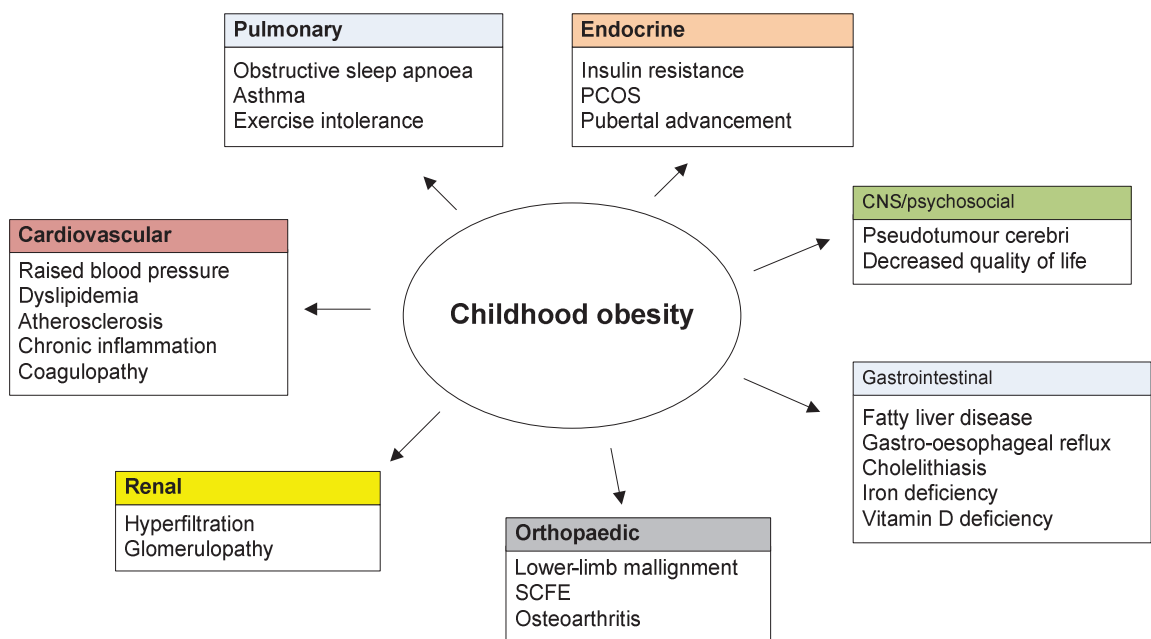 Pulmonary
Obstructive sleep apnoea
Asthma
Exercise intolerance
Endocrine
Insulin resistance
PCOS
Pubertal advancement
CNS/psychosocial
Pseudotumour cerebri
Decreased quality of life
Cardiovascular
Raised blood pressure
Dyslipidemia
Atherosclerosis
Chronic inflammation
Coagulopathy
Childhood obesity
Gastrointestinal
Fatty liver disease
Gastro-oesophageal reflux
Cholelithiasis
Iron deficiency
Vitamin D deficiency
Renal
Hyperfiltration
Glomerulopathy
Orthopaedic
Lower-limb mallignment
SCFE
Osteoarthritis